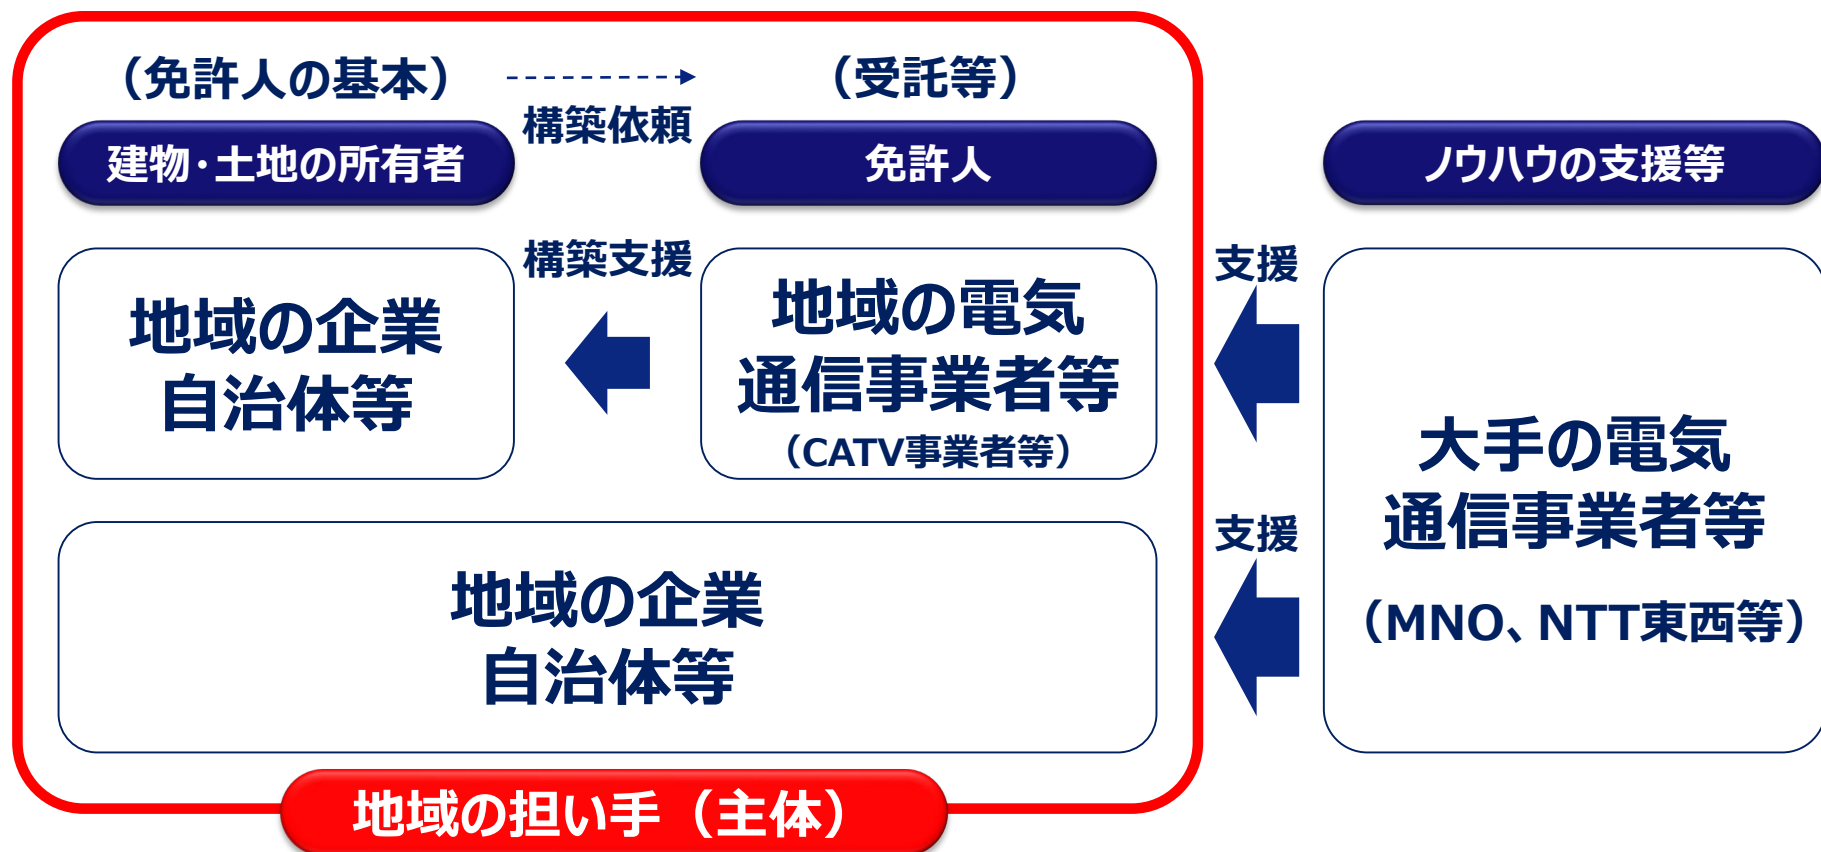 （免許人の基本）
構築依頼
（受託等）
建物・土地の所有者
免許人
ノウハウの支援等
地域の企業
自治体等
構築支援
地域の電気
通信事業者等
（CATV事業者等）
支援
支援
大手の電気
通信事業者等
（MNO、NTT東西等）
地域の企業
自治体等
地域の担い手（主体）